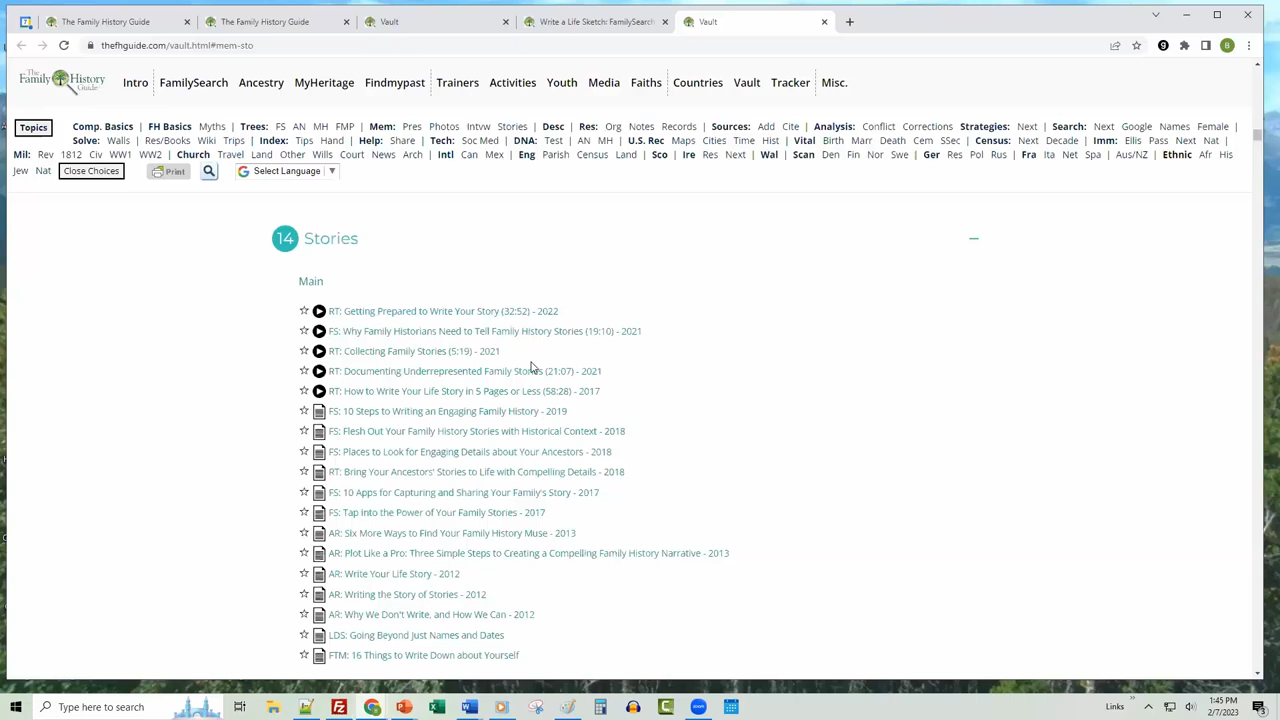 The Family History Guide
The Family History Guide
Vault
Write a Life Sketch: FamilySearch
Vault
thefhguide.com/vault.html#mem-sto
The Family History Guide
Intro FamilySearch Ancestry MyHeritage Findmypast Trainers Activities Youth Media Faiths Countries Vault Tracker Misc.
Topics Comp. Basics | FH Basics Myths | Trees: FS AN MH FMP | Mem: Pres Photos Intvw Stories | Desc | Res: Org Notes Records | Sources: Add Cite | Analysis: Conflict Corrections | Strategies: Next | Search: Next Google Names Female |
Solve: Walls | Res/Books Wiki Trips | Index: Tips Hand | Help: Share | Tech: Soc Med | DNA: Test | AN MH | U.S. Rec Maps Cities Time Hist | Vital Birth Marr Death Cem SSec | Census: Next Decade | Imm: Ellis Pass Next Nat |
Mil: Rev 1812 Civ WW1 WW2 | Church Travel Land Other Wills Court News Arch | Intl Can Mex | Eng Parish Census Land | Sco | Ire Res Next | Wal | Scan Den Fin Nor Swe | Ger Res Pol Rus | Fra Ita Net Spa | Aus/NZ | Ethnic Afr His
Jew Nat Close Choices Print Select Language ▼
14 Stories
Main
RT: Getting Prepared to Write Your Story (32:52) - 2022
FS: Why Family Historians Need to Tell Family History Stories (19:10) - 2021
RT: Collecting Family Stories (5:19) - 2021
RT: Documenting Underrepresented Family Stories (21:07) - 2021
RT: How to Write Your Life Story in 5 Pages or Less (58:28) - 2017
FS: 10 Steps to Writing an Engaging Family History - 2019
FS: Flesh Out Your Family History Stories with Historical Context - 2018
FS: Places to Look for Engaging Details about Your Ancestors - 2018
RT: Bring Your Ancestors' Stories to Life with Compelling Details - 2018
FS: 10 Apps for Capturing and Sharing Your Family's Story - 2017
FS: Tap into the Power of Your Family Stories - 2017
AR: Six More Ways to Find Your Family History Muse - 2013
AR: Plot Like a Pro: Three Simple Steps to Creating a Compelling Family History Narrative - 2013
AR: Write Your Life Story - 2012
AR: Writing the Story of Stories - 2012
AR: Why We Don't Write, and How We Can - 2012
LDS: Going Beyond Just Names and Dates
FTM: 16 Things to Write Down about Yourself
Type here to search
Links
1:45 PM
2/7/2023